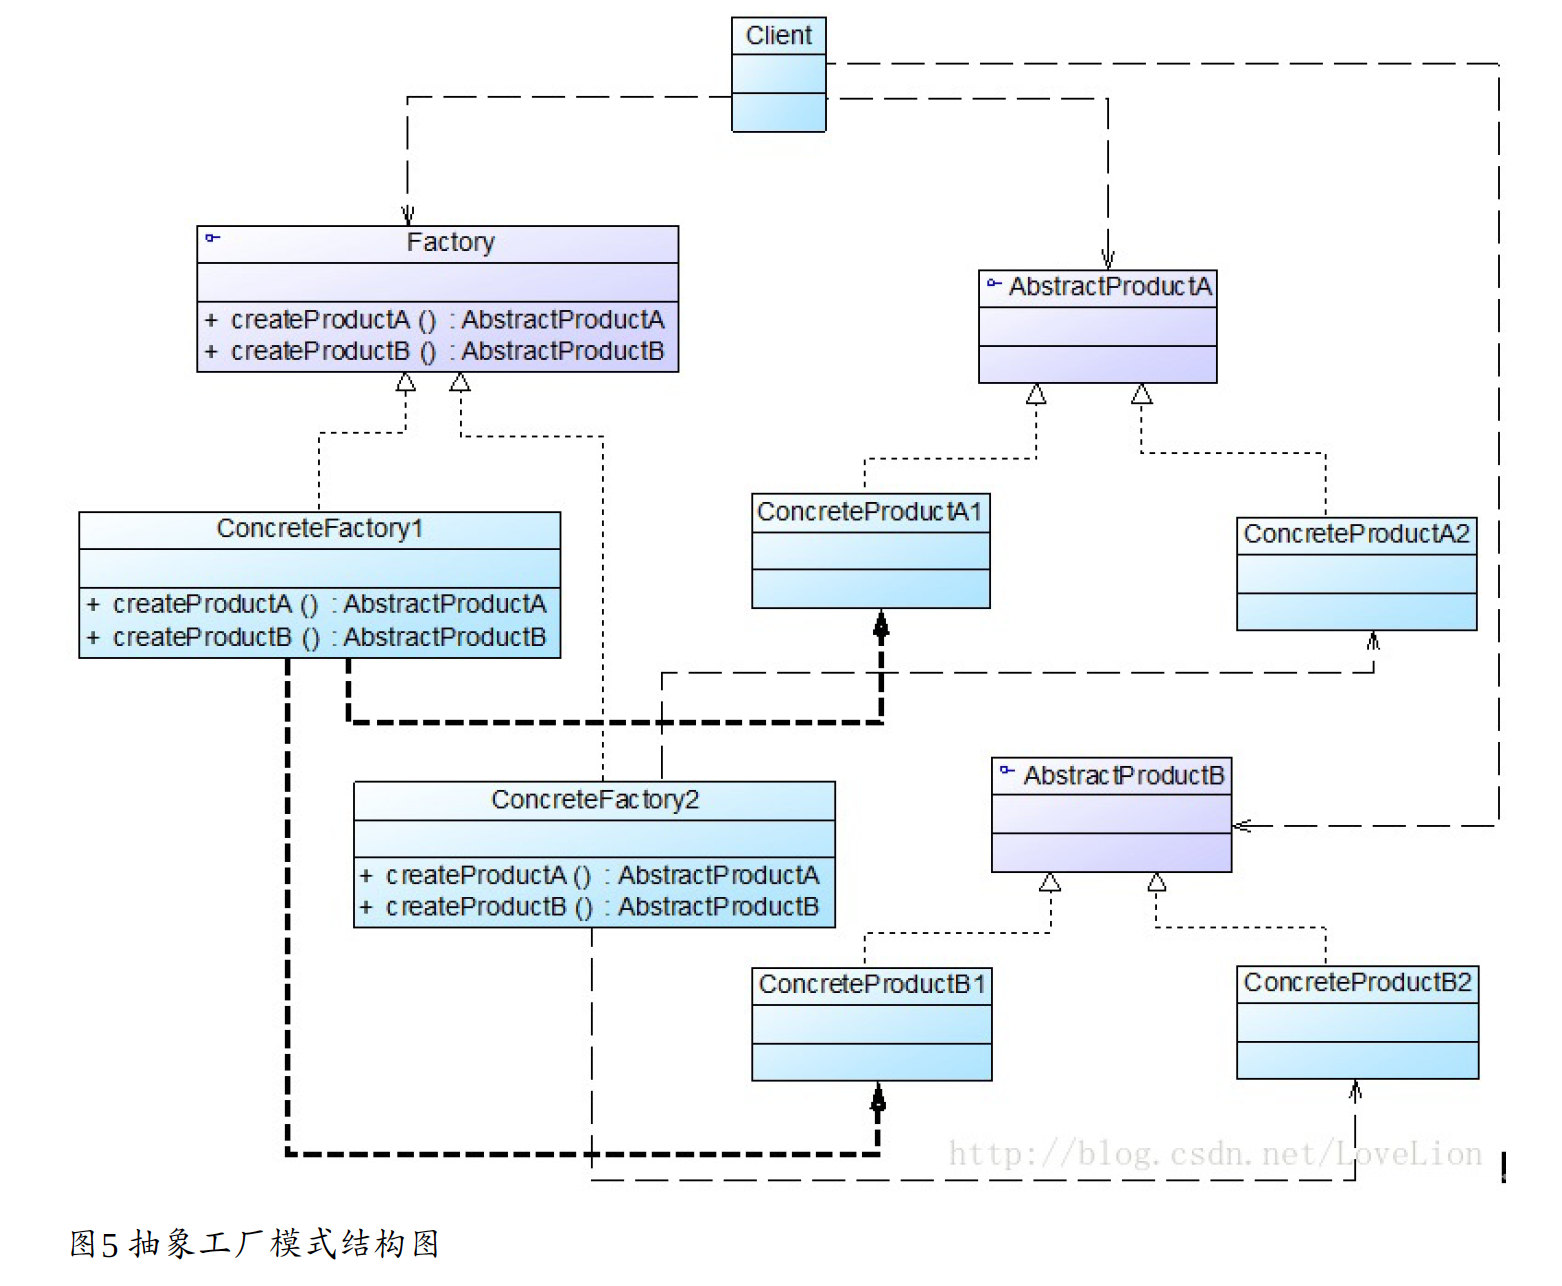 Client
Factory
+ createProductA () : AbstractProductA
+ createProductB () : AbstractProductB
AbstractProductA
ConcreteFactory1
+ createProductA () : AbstractProductA
+ createProductB () : AbstractProductB
ConcreteProductA1
ConcreteProductA2
ConcreteFactory2
+ createProductA () : AbstractProductA
+ createProductB () : AbstractProductB
AbstractProductB
ConcreteProductB1
ConcreteProductB2
http://blog.csdn.net/LoveLion
图5 抽象工厂模式结构图